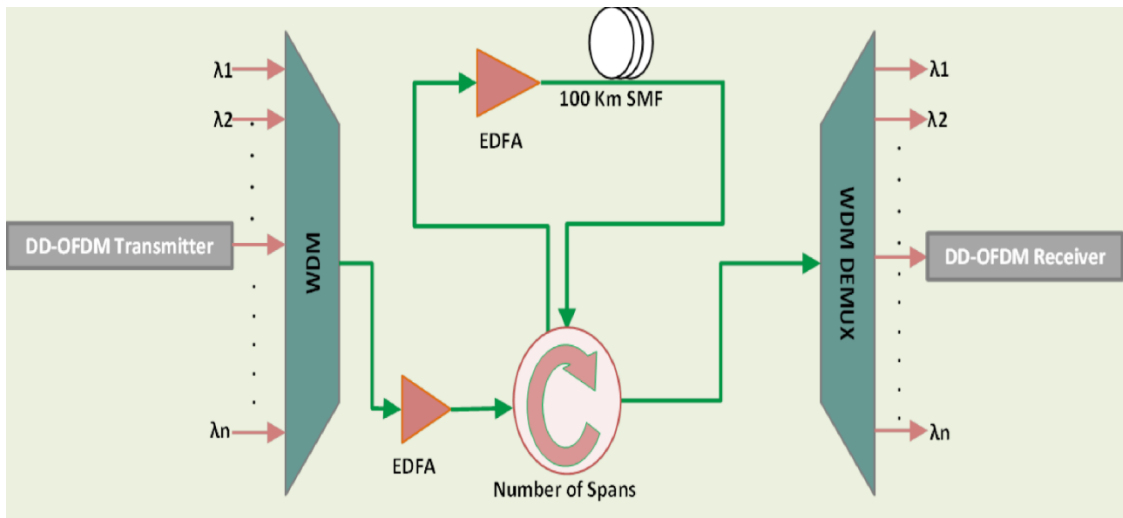 λ1
λ2
DD-OFDM Transmitter
λn
WDM
EDFA
100 Km SMF
EDFA
Number of Spans
WDM DEMUX
λ1
λ2
DD-OFDM Receiver
λn